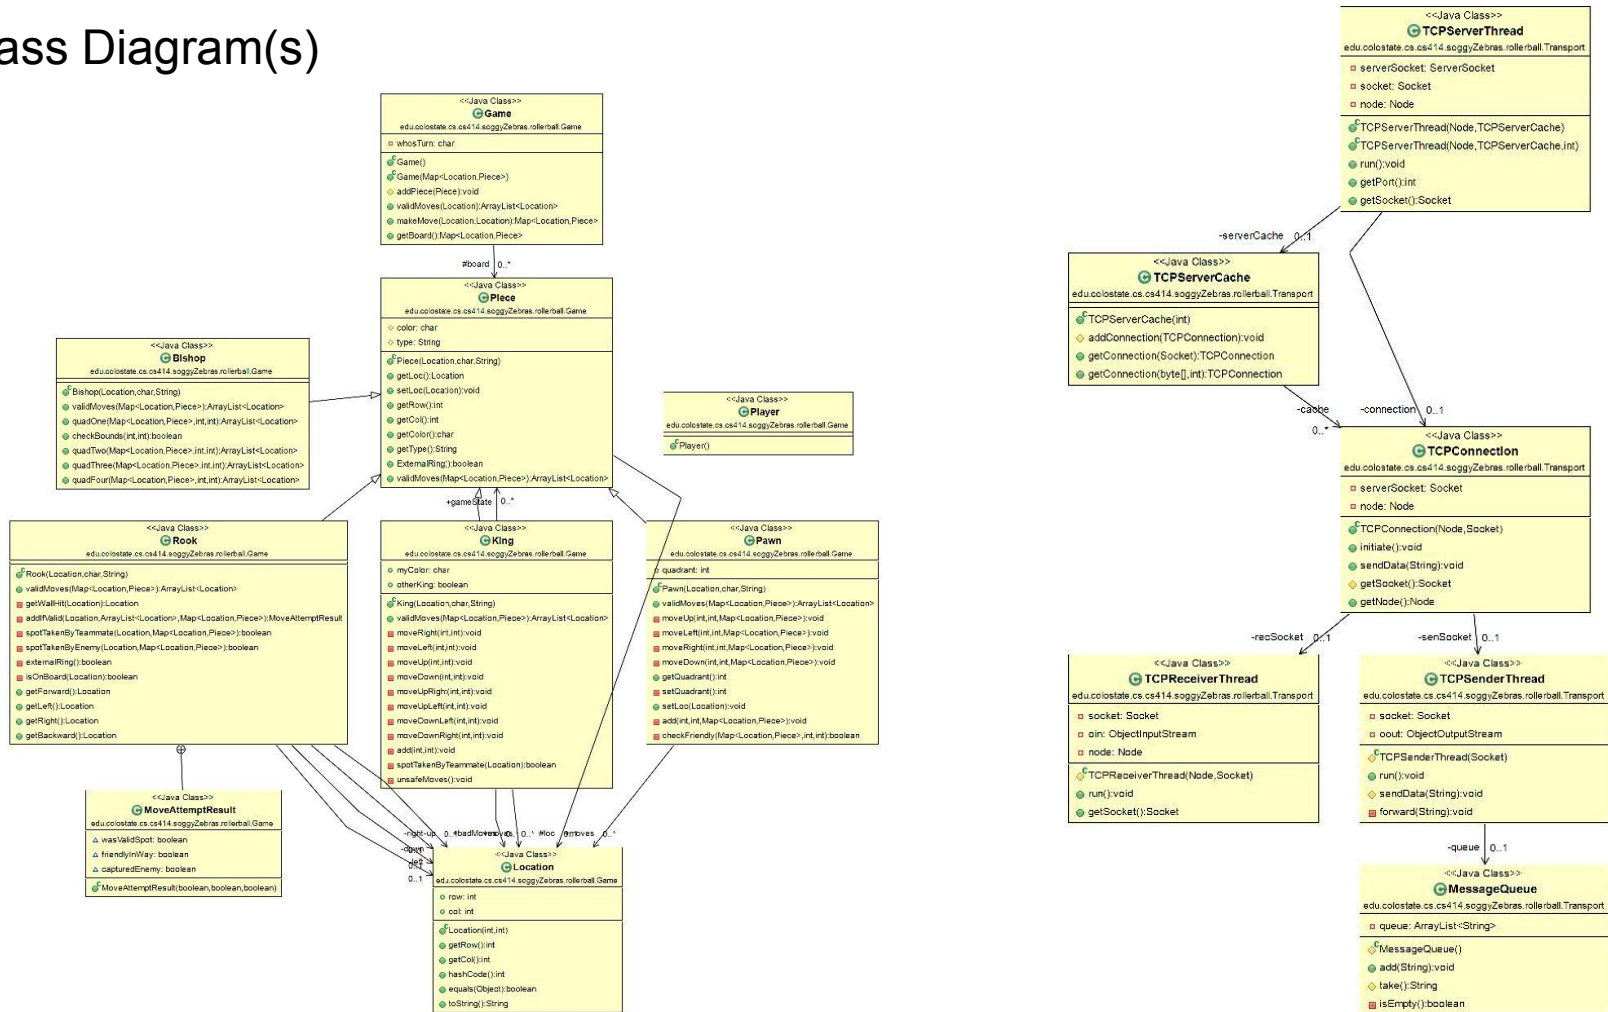 ass Diagram(s)
<<Java Class>>
Game
edu.colostate.cs.cs414.soggyZebras.rollerball.Game
whosTurn: char
Game()
Game(Map<Location,Piece>)
addPiece(Piece):void
validMoves(Location):ArrayList<Location>
makeMove(Location,Location):Map<Location,Piece>
getBoard():Map<Location,Piece>
#board 0..*
<<Java Class>>
Piece
edu.colostate.cs.cs414.soggyZebras.rollerball.Game
color: char
type: String
Piece(Location,char,String)
getLoc():Location
setLoc(Location):void
getRow():int
getCol():int
getColor():char
getType():String
ExternalRing():boolean
validMoves(Map<Location,Piece>):ArrayList<Location>
<<Java Class>>
Bishop
edu.colostate.cs.cs414.soggyZebras.rollerball.Game
Bishop(Location,char,String)
validMoves(Map<Location,Piece>):ArrayList<Location>
quadOne(Map<Location,Piece>,int,int):ArrayList<Location>
checkBounds(int,int):boolean
quadTwo(Map<Location,Piece>,int,int):ArrayList<Location>
quadThree(Map<Location,Piece>,int,int):ArrayList<Location>
quadFour(Map<Location,Piece>,int,int):ArrayList<Location>
<<Java Class>>
Player
edu.colostate.cs.cs414.soggyZebras.rollerball.Game
Player()
+gameState 0..*
<<Java Class>>
Rook
edu.colostate.cs.cs414.soggyZebras.rollerball.Game
Rook(Location,char,String)
validMoves(Map<Location,Piece>):ArrayList<Location>
getWallHit(Location):Location
addIfValid(Location,ArrayList<Location>,Map<Location,Piece>):MoveAttemptResult
spotTakenByTeammate(Location,Map<Location,Piece>):boolean
spotTakenByEnemy(Location,Map<Location,Piece>):boolean
externalRing():boolean
isOnBoard(Location):boolean
getForward():Location
getLeft():Location
getRight():Location
getBackward():Location
<<Java Class>>
King
edu.colostate.cs.cs414.soggyZebras.rollerball.Game
myColor: char
otherKing: boolean
King(Location,char,String)
validMoves(Map<Location,Piece>):ArrayList<Location>
moveRight(int,int):void
moveLeft(int,int):void
moveUp(int,int):void
moveDown(int,int):void
moveUpRight(int,int):void
moveUpLeft(int,int):void
moveDownLeft(int,int):void
moveDownRight(int,int):void
add(int,int):void
spotTakenByTeammate(Location):boolean
unsafeMoves():void
<<Java Class>>
Pawn
edu.colostate.cs.cs414.soggyZebras.rollerball.Game
quadrant: int
Pawn(Location,char,String)
validMoves(Map<Location,Piece>):ArrayList<Location>
moveUp(int,int,Map<Location,Piece>):void
moveLeft(int,int,Map<Location,Piece>):void
moveRight(int,int,Map<Location,Piece>):void
moveDown(int,int,Map<Location,Piece>):void
getQuadrant():int
setQuadrant():int
setLoc(Location):void
add(int,int,Map<Location,Piece>):void
checkFriendly(Map<Location,Piece>,int,int):boolean
<<Java Class>>
MoveAttemptResult
edu.colostate.cs.cs414.soggyZebras.rollerball.Game
wasValidSpot: boolean
friendlyInWay: boolean
capturedEnemy: boolean
MoveAttemptResult(boolean,boolean,boolean)
-right -up #loc
0..1
<<Java Class>>
Location
edu.colostate.cs.cs414.soggyZebras.rollerball.Game
row: int
col: int
Location(int,int)
getRow():int
getCol():int
hashCode():int
equals(Object):boolean
toString():String
<<Java Class>>
TCPServerThread
edu.colostate.cs.cs414.soggyZebras.rollerball.Transport
serverSocket: ServerSocket
socket: Socket
node: Node
TCPServerThread(Node,TCPServerCache)
TCPServerThread(Node,TCPServerCache,int)
run():void
getPort():int
getSocket():Socket
-serverCache 0..1
<<Java Class>>
TCPServerCache
edu.colostate.cs.cs414.soggyZebras.rollerball.Transport
TCPServerCache(int)
addConnection(TCPConnection):void
getConnection(Socket):TCPConnection
getConnection(byte[],int):TCPConnection
-cache 0..*
-connection 0..1
<<Java Class>>
TCPConnection
edu.colostate.cs.cs414.soggyZebras.rollerball.Transport
serverSocket: Socket
node: Node
TCPConnection(Node,Socket)
initiate():void
sendData(String):void
getSocket():Socket
getNode():Node
-recSocket 0..1
-senSocket 0..1
<<Java Class>>
TCPReceiverThread
edu.colostate.cs.cs414.soggyZebras.rollerball.Transport
socket: Socket
oin: ObjectInputStream
node: Node
TCPReceiverThread(Node,Socket)
run():void
getSocket():Socket
<<Java Class>>
TCPSenderThread
edu.colostate.cs.cs414.soggyZebras.rollerball.Transport
socket: Socket
oout: ObjectOutputStream
TCPSenderThread(Socket)
run():void
sendData(String):void
forward(String):void
-queue 0..1
<<Java Class>>
MessageQueue
edu.colostate.cs.cs414.soggyZebras.rollerball.Transport
queue: ArrayList<String>
MessageQueue()
add(String):void
take():String
isEmpty():boolean